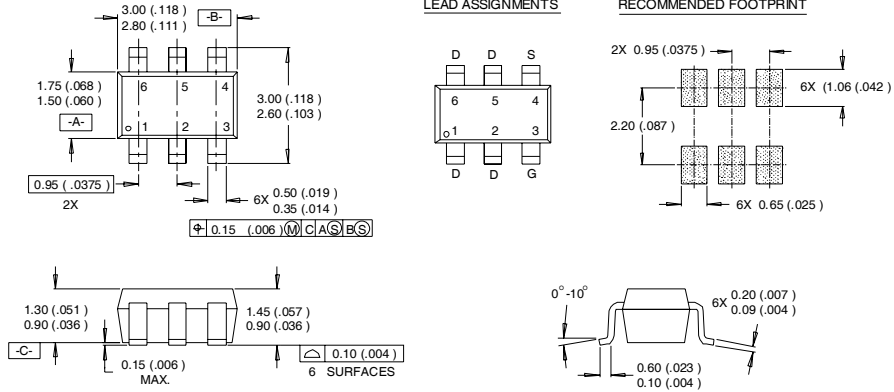 LEAD ASSIGNMENTS
RECOMMENDED FOOTPRINT
3.00 (.118 )
2.80 (.111 )
-B-
1.75 (.068 )
1.50 (.060 )
-A-
6 5 4
1 2 3
3.00 (.118 )
2.60 (.103 )
0.95 ( .0375 )
2X
6X 0.50 (.019 )
0.35 (.014 )
⌖ 0.15 (.006 ) Ⓜ C A Ⓢ B Ⓢ
D D S
6 5 4
1 2 3
D D G
2X 0.95 (.0375 )
6X (1.06 (.042 )
2.20 (.087 )
6X 0.65 (.025 )
1.30 (.051 )
0.90 (.036 )
-C-
0.15 (.006 )
MAX.
1.45 (.057 )
0.90 (.036 )
⌓ 0.10 (.004 )
6 SURFACES
0° -10°
6X 0.20 (.007 )
0.09 (.004 )
0.60 (.023 )
0.10 (.004 )